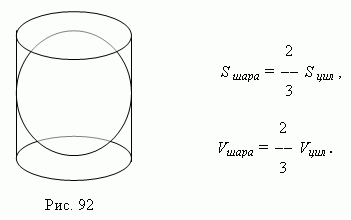 S шара = 2/3 S цил ,
V шара = 2/3 V цил .
Рис. 92